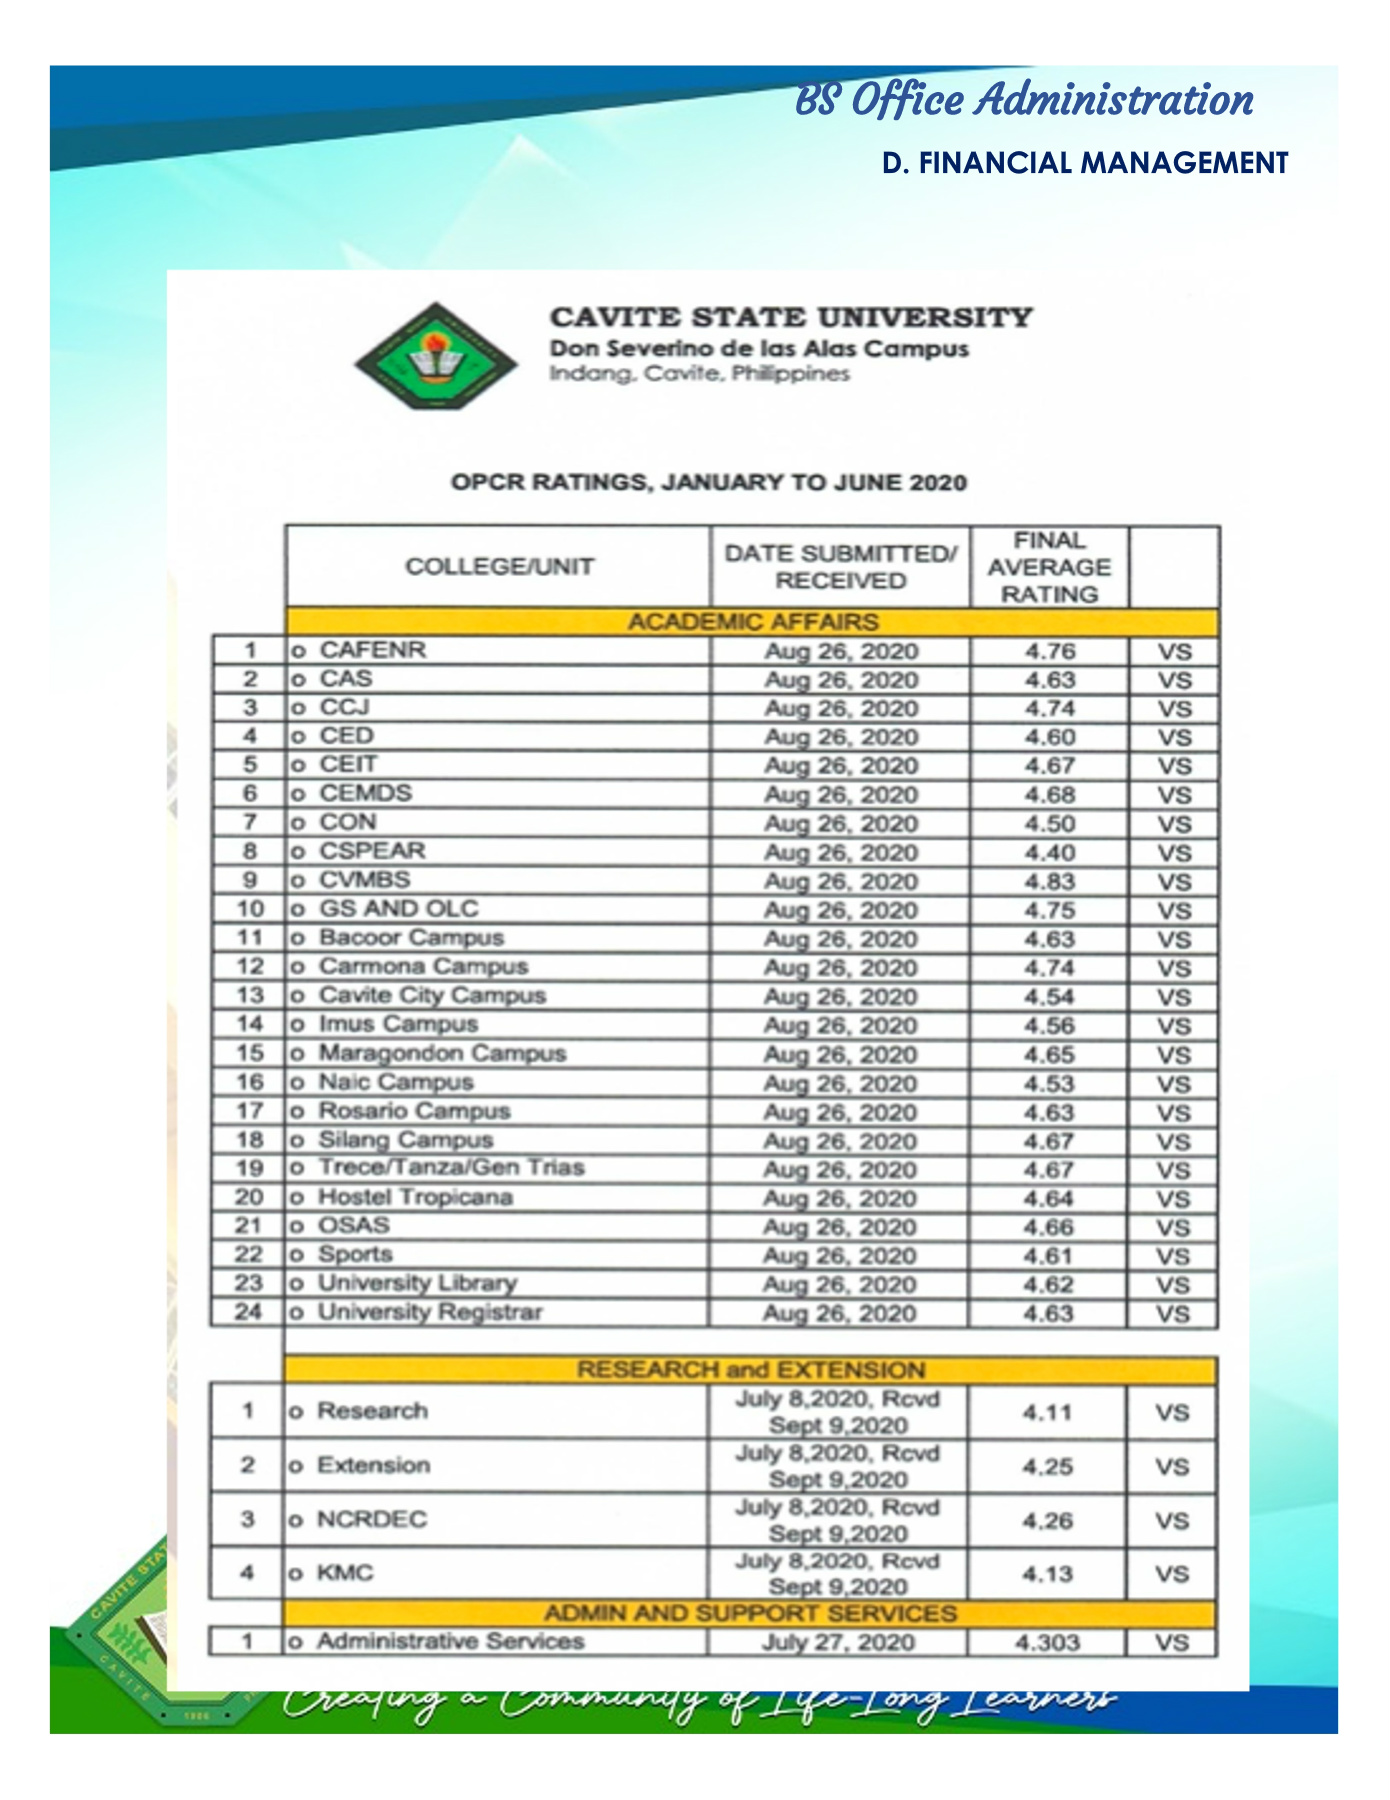 BS Office Administration
D. FINANCIAL MANAGEMENT
CAVITE STATE UNIVERSITY
Don Severino de las Alas Campus
Indang, Cavite, Philippines
OPCR RATINGS, JANUARY TO JUNE 2020
COLLEGE/UNIT DATE SUBMITTED/ RECEIVED FINAL AVERAGE RATING
ACADEMIC AFFAIRS
1 o CAFENR Aug 26, 2020 4.76 VS
2 o CAS Aug 26, 2020 4.63 VS
3 o CCJ Aug 26, 2020 4.74 VS
4 o CED Aug 26, 2020 4.60 VS
5 o CEIT Aug 26, 2020 4.67 VS
6 o CEMDS Aug 26, 2020 4.68 VS
7 o CON Aug 26, 2020 4.50 VS
8 o CSPEAR Aug 26, 2020 4.40 VS
9 o CVMBS Aug 26, 2020 4.83 VS
10 o GS AND OLC Aug 26, 2020 4.75 VS
11 o Bacoor Campus Aug 26, 2020 4.63 VS
12 o Carmona Campus Aug 26, 2020 4.74 VS
13 o Cavite City Campus Aug 26, 2020 4.54 VS
14 o Imus Campus Aug 26, 2020 4.56 VS
15 o Maragondon Campus Aug 26, 2020 4.65 VS
16 o Naic Campus Aug 26, 2020 4.53 VS
17 o Rosario Campus Aug 26, 2020 4.63 VS
18 o Silang Campus Aug 26, 2020 4.67 VS
19 o Trece/Tanza/Gen Trias Aug 26, 2020 4.67 VS
20 o Hostel Tropicana Aug 26, 2020 4.64 VS
21 o OSAS Aug 26, 2020 4.66 VS
22 o Sports Aug 26, 2020 4.61 VS
23 o University Library Aug 26, 2020 4.62 VS
24 o University Registrar Aug 26, 2020 4.63 VS
RESEARCH and EXTENSION
1 o Research July 8,2020, Rcvd Sept 9,2020 4.11 VS
2 o Extension July 8,2020, Rcvd Sept 9,2020 4.25 VS
3 o NCRDEC July 8,2020, Rcvd Sept 9,2020 4.26 VS
4 o KMC July 8,2020, Rcvd Sept 9,2020 4.13 VS
ADMIN AND SUPPORT SERVICES
1 o Administrative Services July 27, 2020 4.303 VS
CAVITE STAT
CAVITE
1906
Creating a Community of Life-Long Learners